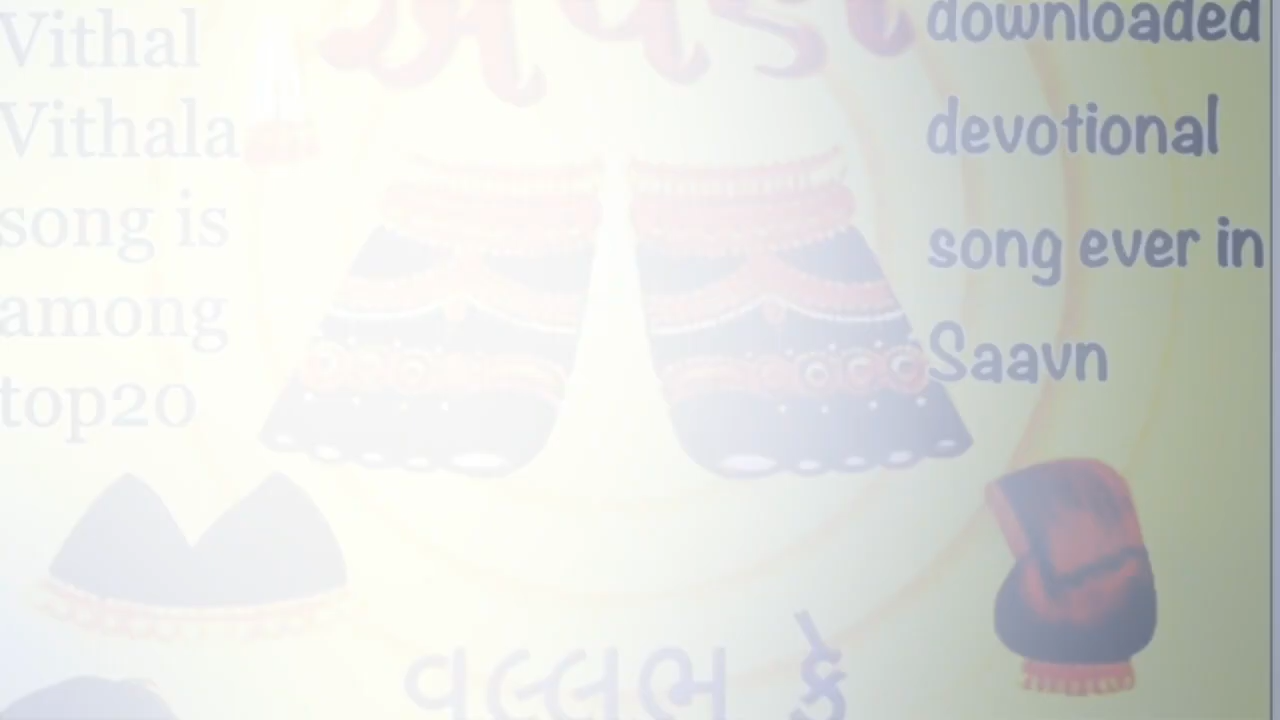 Vithal
Vithala
song is
among
top20
downloaded
devotional
song ever in
Saavn
વલ્લભ કે